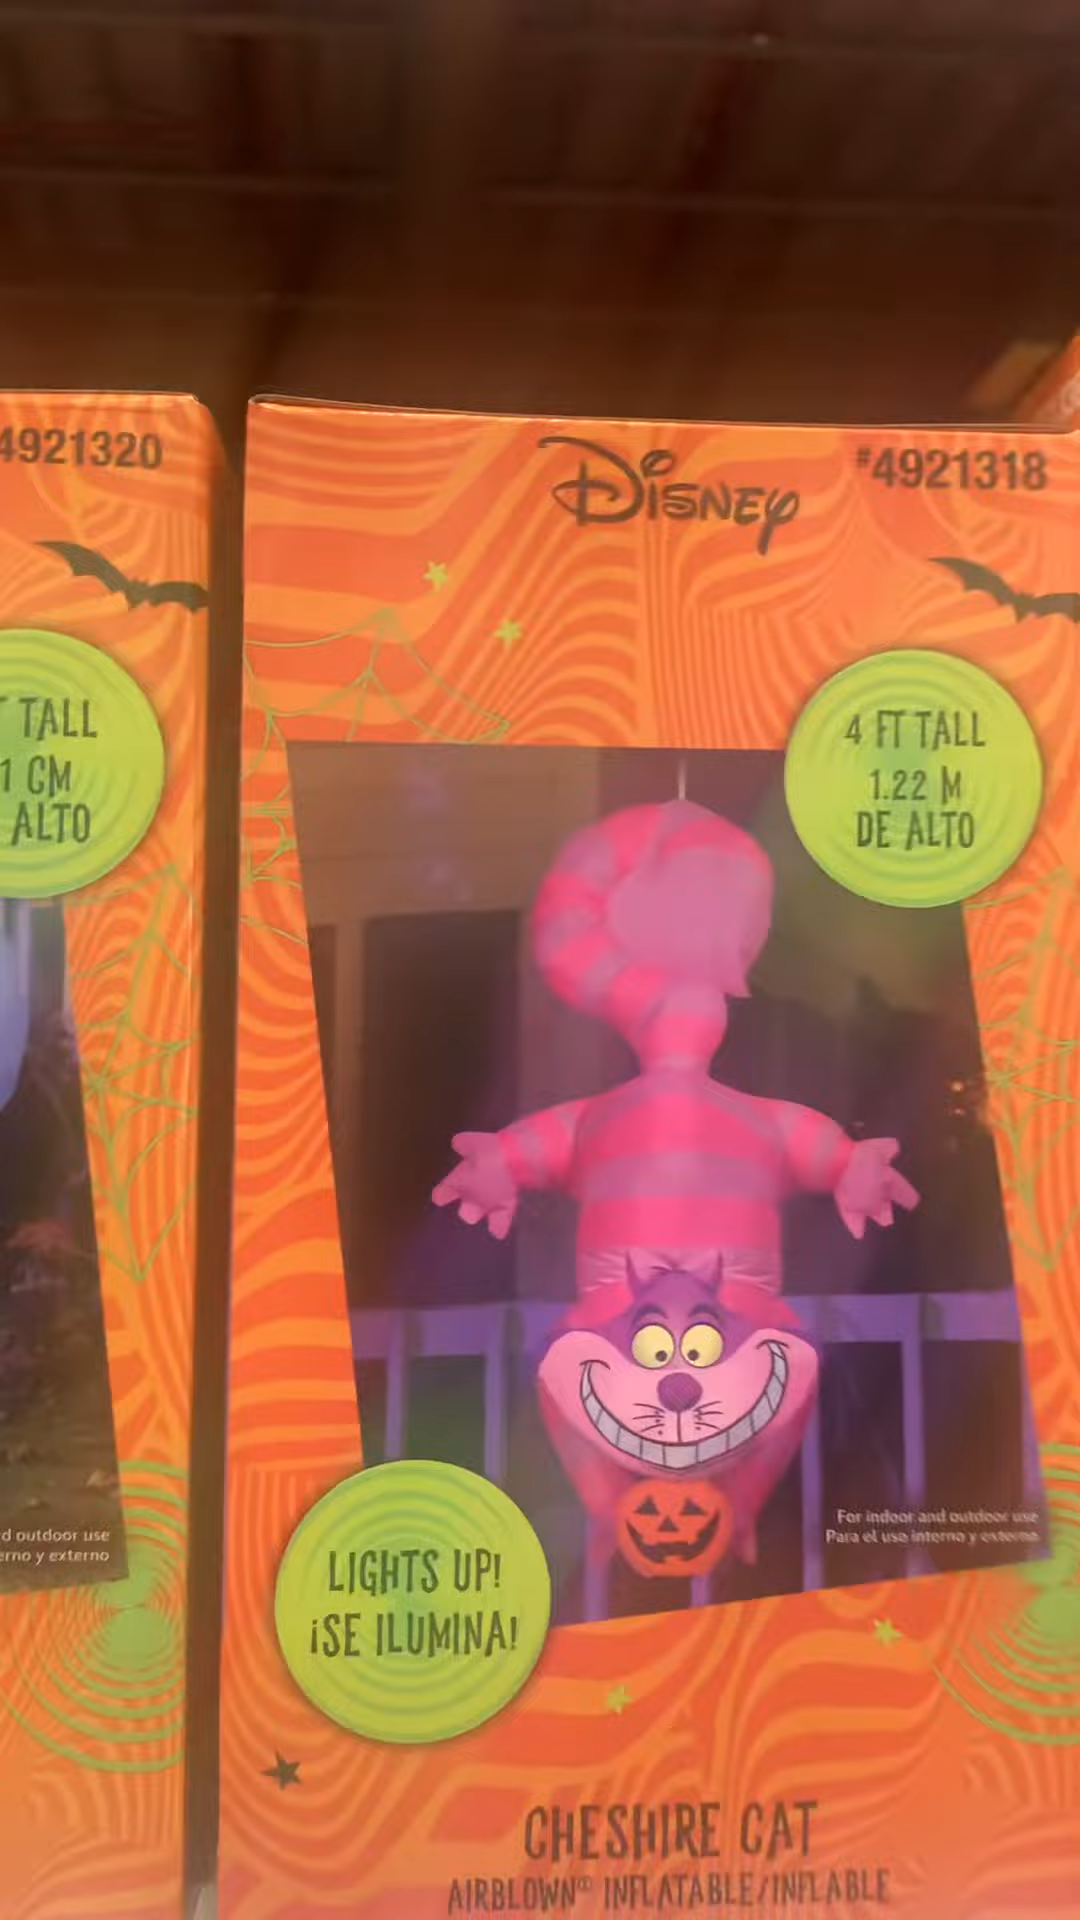 4921320
TALL
1 CM
ALTO
d outdoor use
erno y externo
Disney
#4921318
4 FT TALL
1.22 M
DE ALTO
For indoor and outdoor use
Para el uso interno y externo
LIGHTS UP!
¡SE ILUMINA!
CHESHIRE CAT
AIRBLOWN® INFLATABLE/INFLABLE